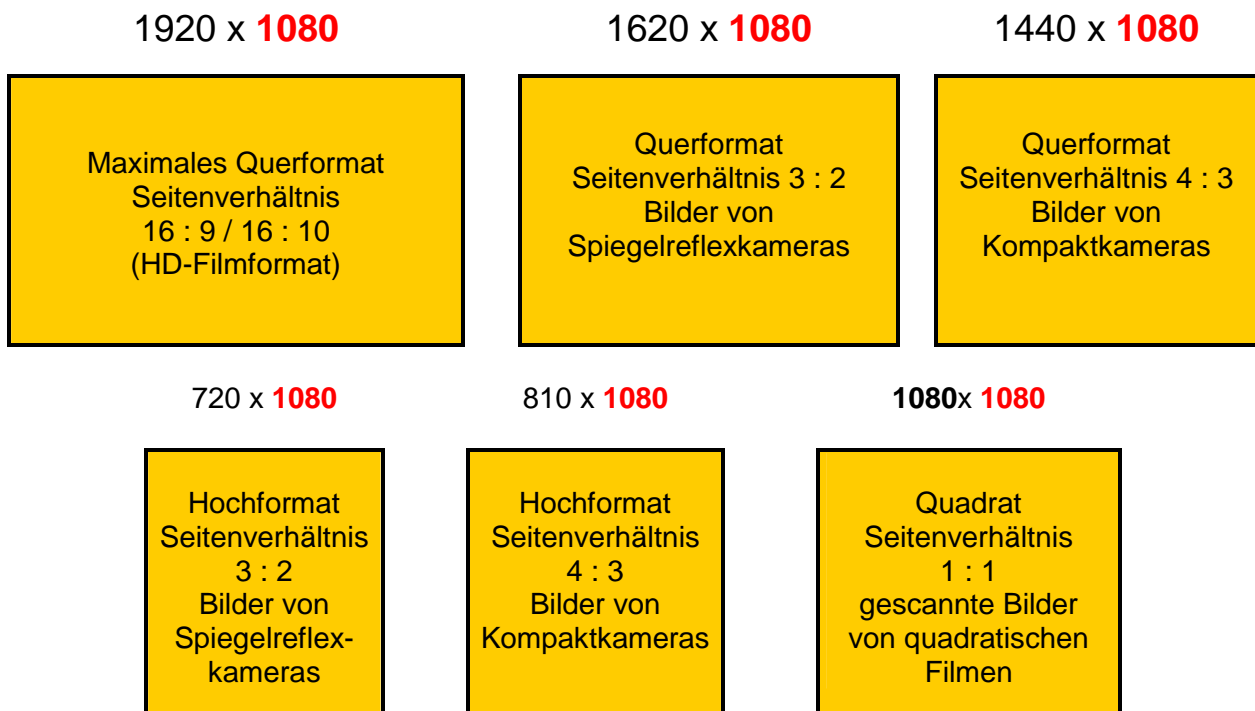 1920 x 1080
1620 x 1080
1440 x 1080
Maximales Querformat
Seitenverhältnis
16 : 9 / 16 : 10
(HD-Filmformat)
Querformat
Seitenverhältnis 3 : 2
Bilder von
Spiegelreflexkameras
Querformat
Seitenverhältnis 4 : 3
Bilder von
Kompaktkameras
720 x 1080
810 x 1080
1080x 1080
Hochformat
Seitenverhältnis
3 : 2
Bilder von
Spiegelreflex-
kameras
Hochformat
Seitenverhältnis
4 : 3
Bilder von
Kompaktkameras
Quadrat
Seitenverhältnis
1 : 1
gescannte Bilder
von quadratischen
Filmen